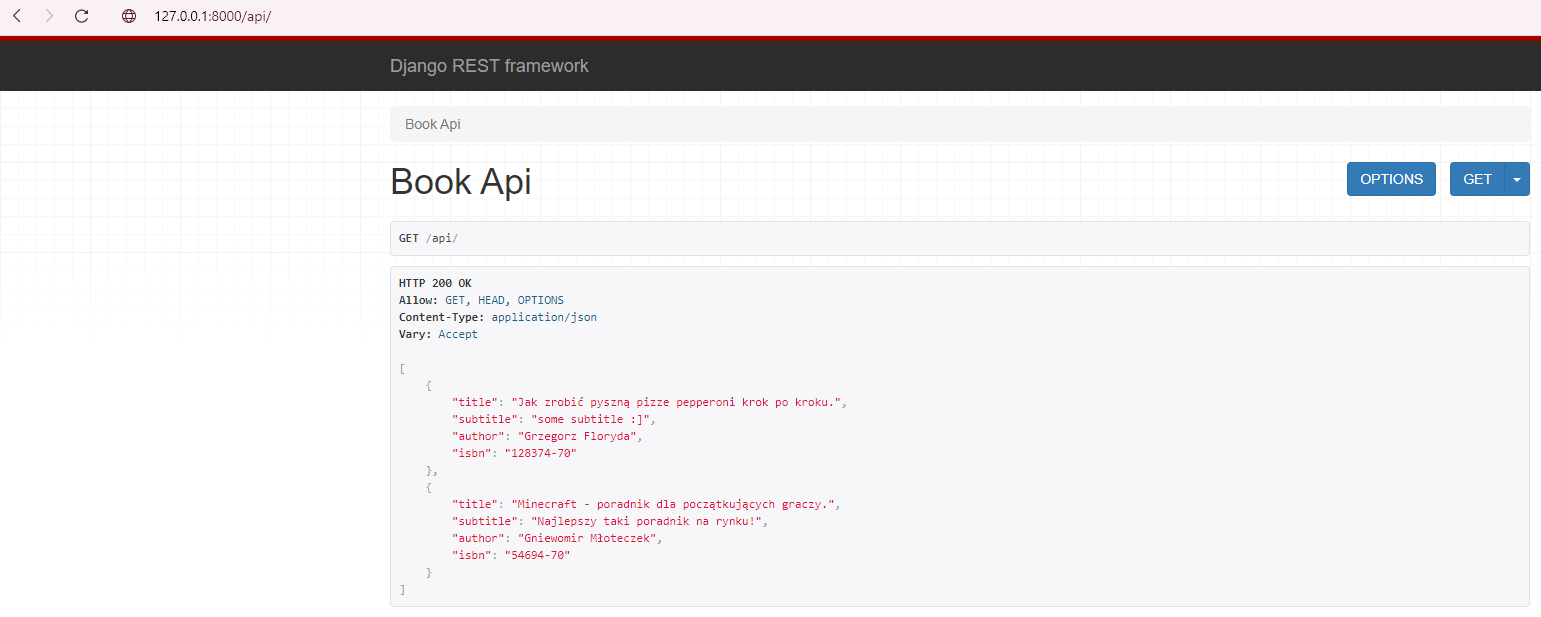 127.0.0.1:8000/api/
Django REST framework
Book Api
Book Api
OPTIONS
GET
GET /api/
HTTP 200 OK
Allow: GET, HEAD, OPTIONS
Content-Type: application/json
Vary: Accept
[
    {
        "title": "Jak zrobić pyszną pizze pepperoni krok po kroku.",
        "subtitle": "some subtitle :]",
        "author": "Grzegorz Floryda",
        "isbn": "128374-70"
    },
    {
        "title": "Minecraft - poradnik dla początkujących graczy.",
        "subtitle": "Najlepszy taki poradnik na rynku!",
        "author": "Gniewomir Młoteczek",
        "isbn": "54694-70"
    }
]